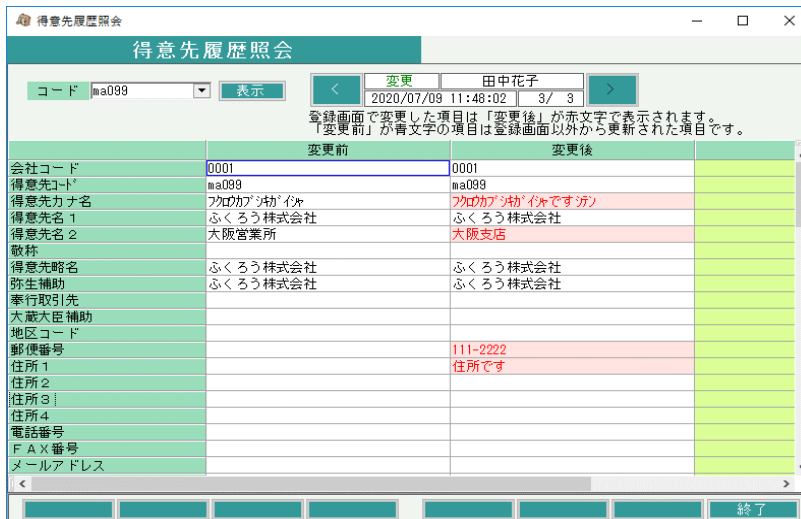 得意先履歴照会
得意先履歴照会
コード ma099 表示 < 変更 田中花子 >
2020/07/09 11:48:02 3/ 3
登録画面で変更した項目は「変更後」が赤文字で表示されます。
「変更前」が青文字の項目は登録画面以外から更新された項目です。
変更前 変更後
会社コード 0001 0001
得意先ｺｰﾄﾞ ma099 ma099
得意先カナ名 ﾌｸﾛｳｶﾌﾞｼｷｶﾞｲｼｬ ﾌｸﾛｳｶﾌﾞｼｷｶﾞｲｼｬですｼﾃﾝ
得意先名１ ふくろう株式会社 ふくろう株式会社
得意先名２ 大阪営業所 大阪支店
敬称
得意先略名 ふくろう株式会社 ふくろう株式会社
弥生補助 ふくろう株式会社 ふくろう株式会社
奉行取引先
大蔵大臣補助
地区コード
郵便番号 111-2222
住所１ 住所です
住所２
住所３
住所４
電話番号
ＦＡＸ番号
メールアドレス
終了